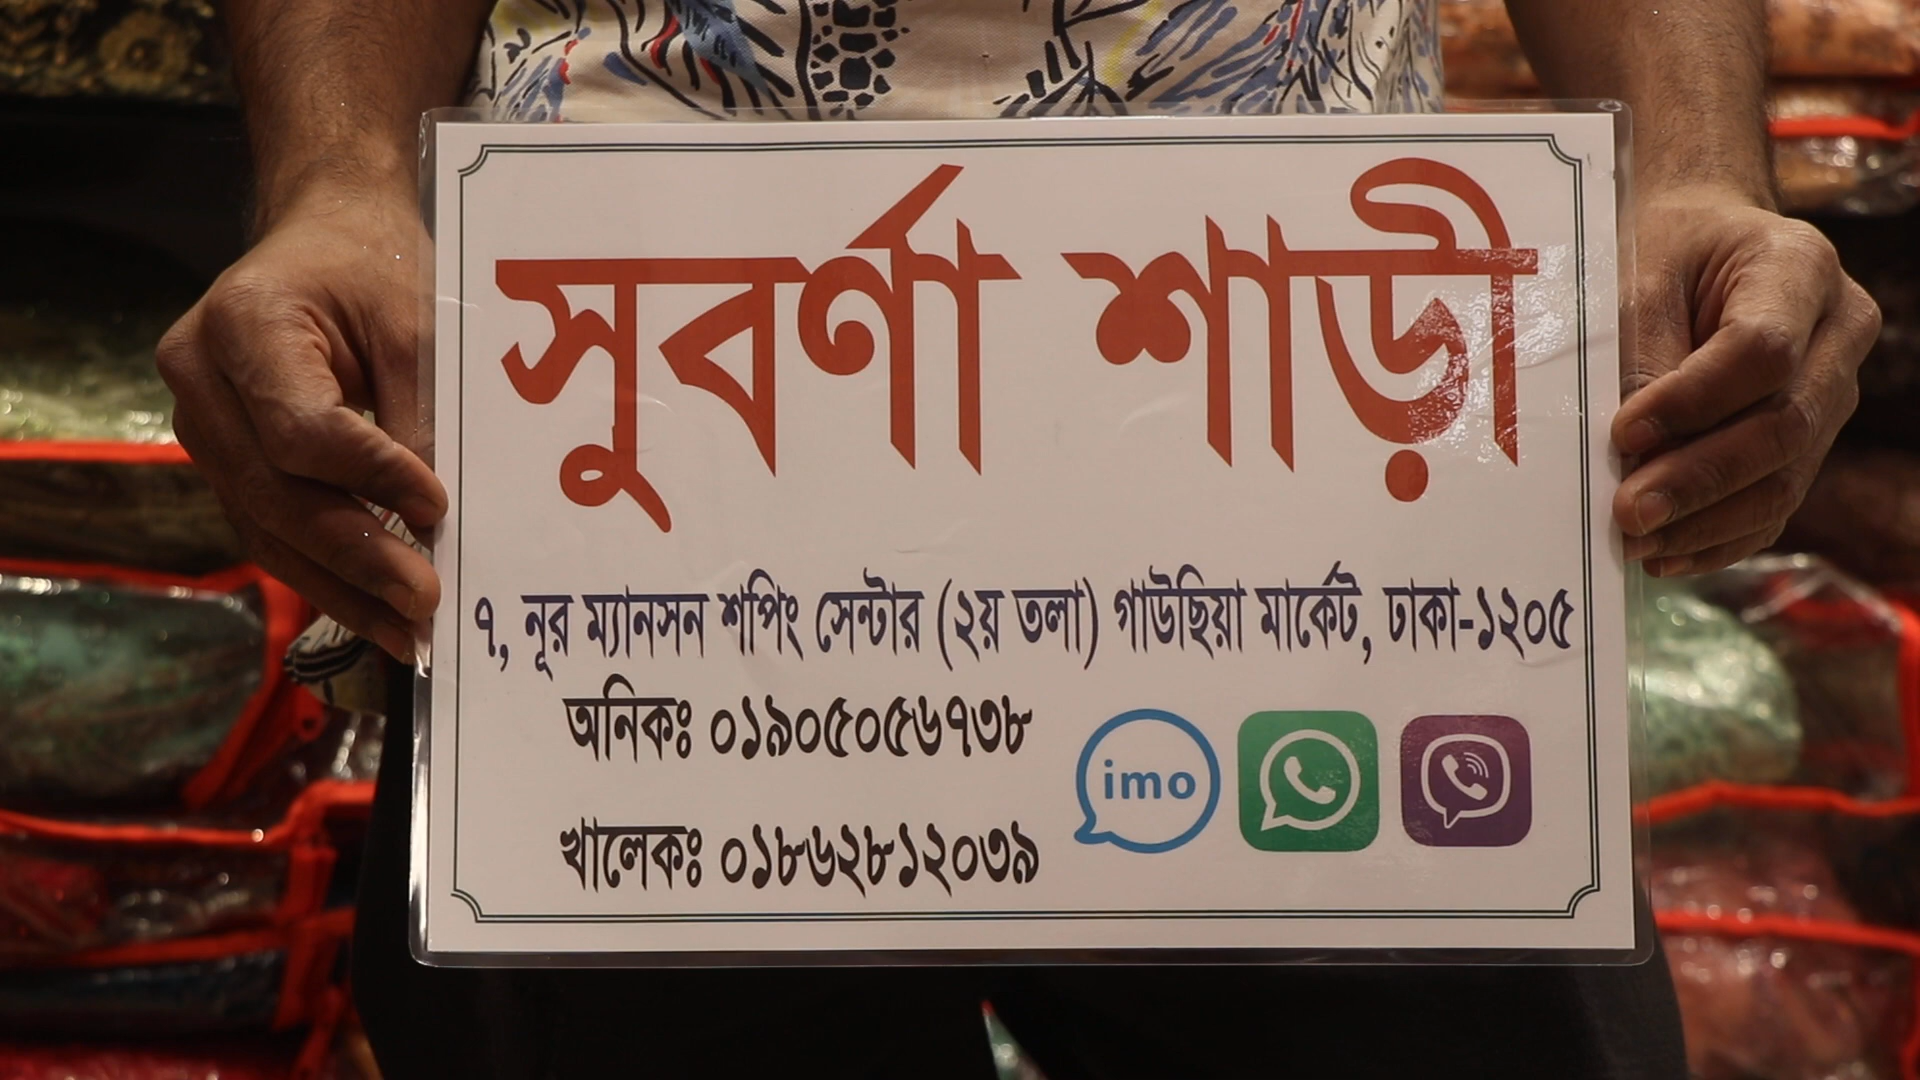 সুবর্ণা শাড়ী
৭, নূর ম্যানসন শপিং সেন্টার (২য় তলা) গাউছিয়া মার্কেট, ঢাকা-১২০৫
অনিকঃ ০১৯০৫০৫৬৭৩৮
imo
খালেকঃ ০১৮৬২৮১২০৩৯